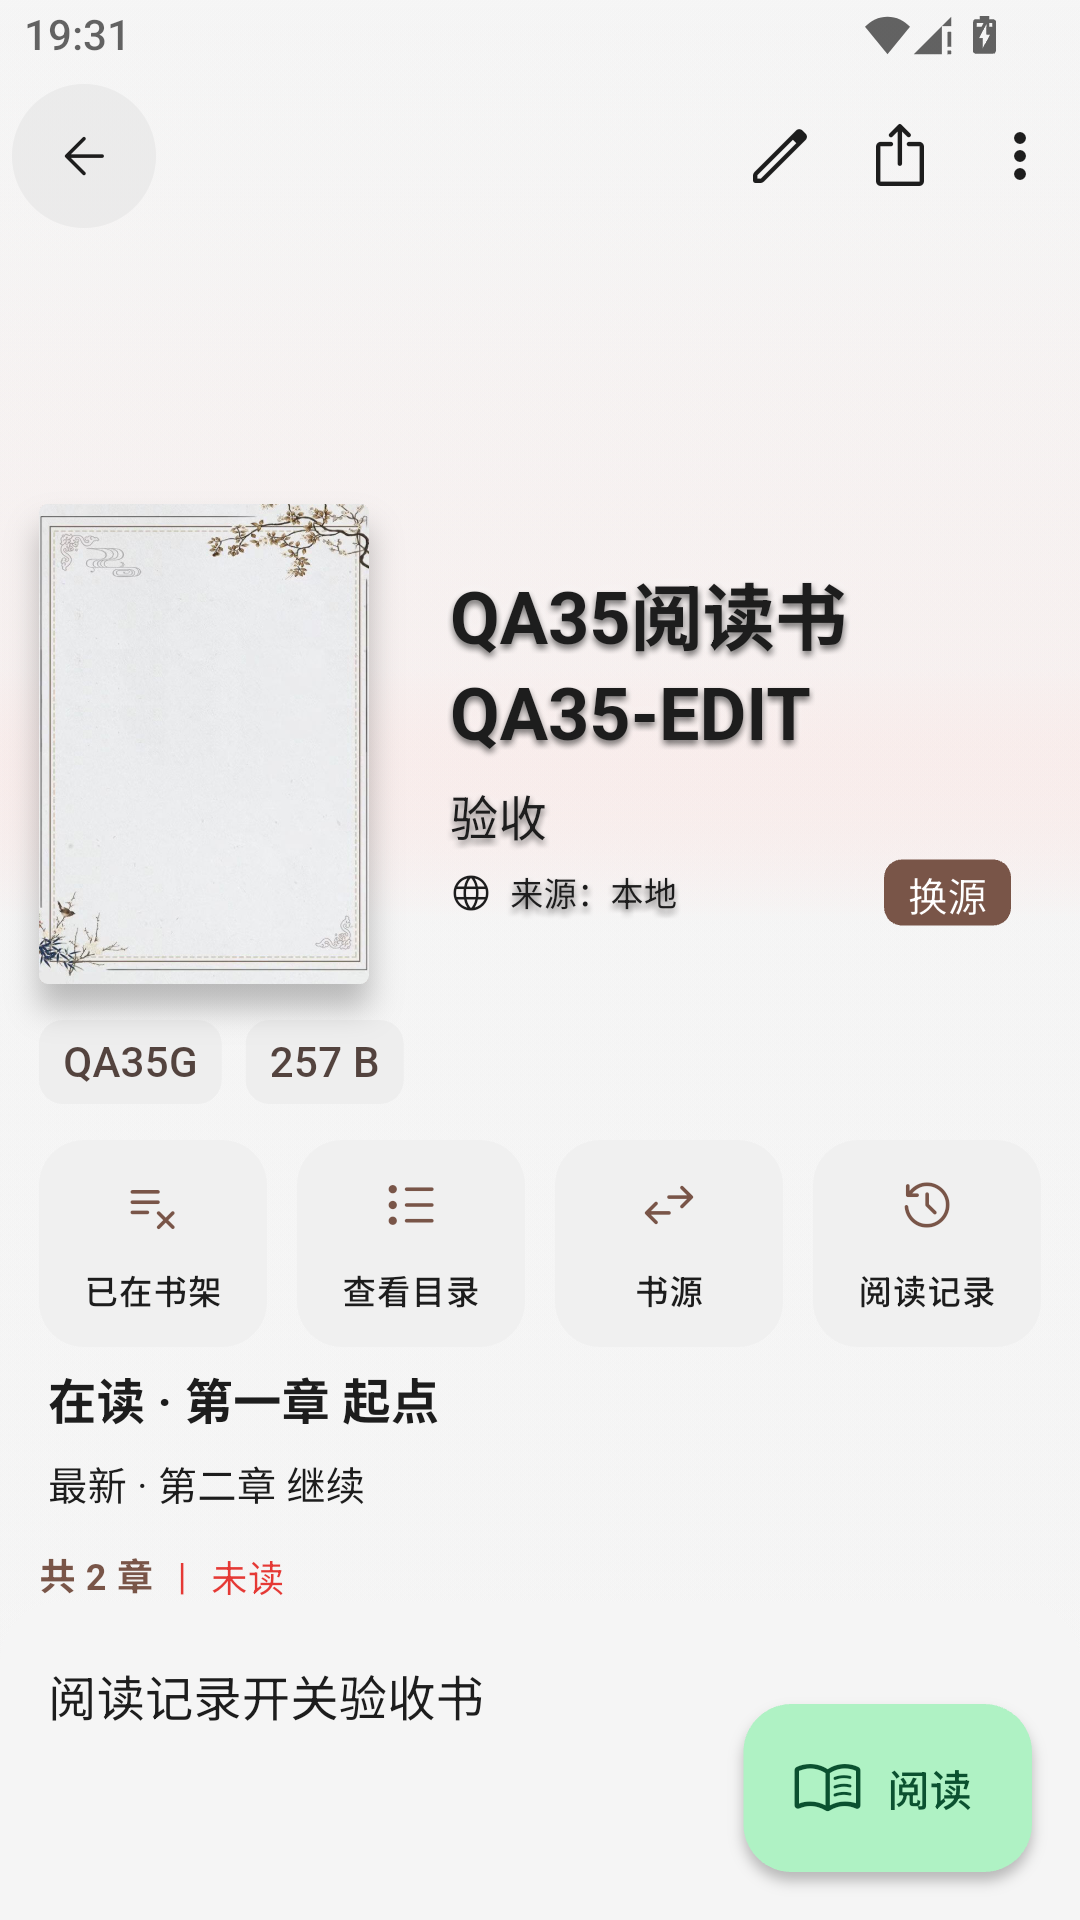 19:31
QA35阅读书
QA35-EDIT
验收
来源：本地
换源
QA35G
257 B
已在书架
查看目录
书源
阅读记录
在读 · 第一章 起点
最新 · 第二章 继续
共 2 章 | 未读
阅读记录开关验收书
阅读